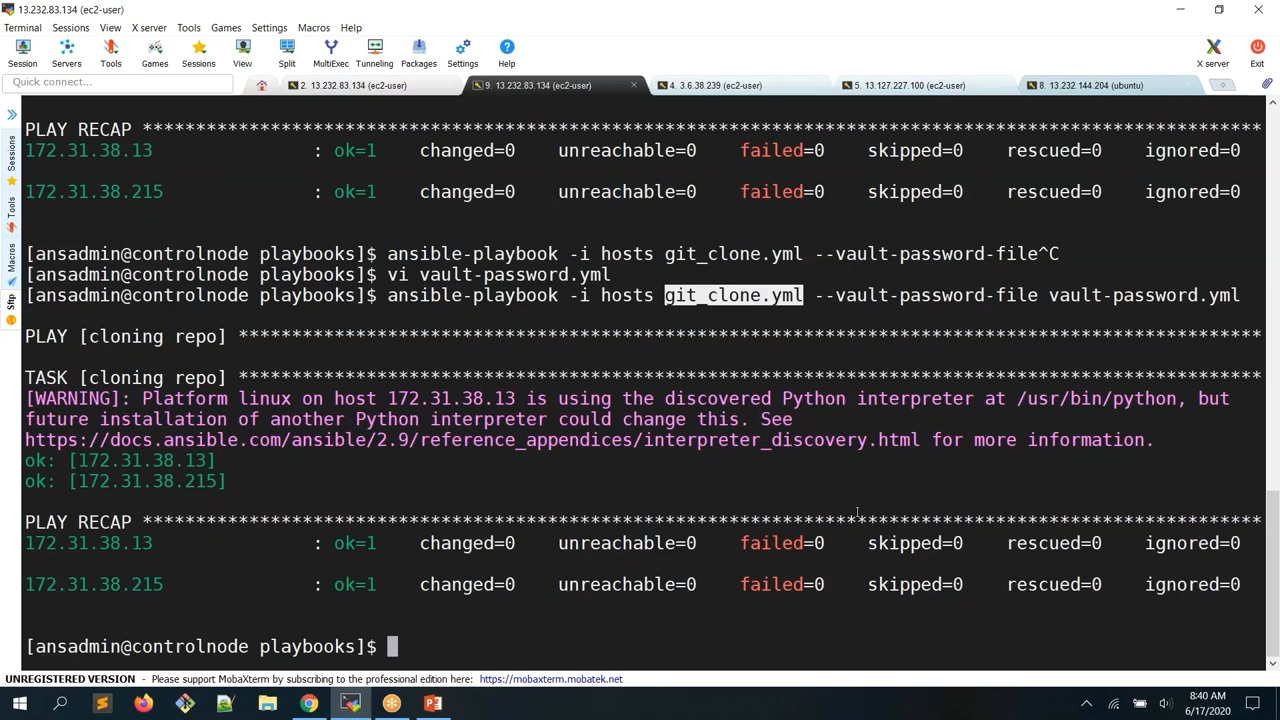 13.232.83.134 (ec2-user)
Terminal Sessions View X server Tools Games Settings Macros Help
Session Servers Tools Games Sessions View Split MultiExec Tunneling Packages Settings Help X server Exit
Quick connect...
2. 13.232.83.134 (ec2-user) 9. 13.232.83.134 (ec2-user) 4. 3.6.38.239 (ec2-user) 5. 13.127.227.100 (ec2-user) 8. 13.232.144.204 (ubuntu)
Sessions
Tools
Macros
Sftp
PLAY RECAP *********************************************************************************************************
172.31.38.13 : ok=1 changed=0 unreachable=0 failed=0 skipped=0 rescued=0 ignored=0
172.31.38.215 : ok=1 changed=0 unreachable=0 failed=0 skipped=0 rescued=0 ignored=0
[ansadmin@controlnode playbooks]$ ansible-playbook -i hosts git_clone.yml --vault-password-file^C
[ansadmin@controlnode playbooks]$ vi vault-password.yml
[ansadmin@controlnode playbooks]$ ansible-playbook -i hosts git_clone.yml --vault-password-file vault-password.yml
PLAY [cloning repo] ************************************************************************************************
TASK [cloning repo] ************************************************************************************************
[WARNING]: Platform linux on host 172.31.38.13 is using the discovered Python interpreter at /usr/bin/python, but
future installation of another Python interpreter could change this. See
https://docs.ansible.com/ansible/2.9/reference_appendices/interpreter_discovery.html for more information.
ok: [172.31.38.13]
ok: [172.31.38.215]
PLAY RECAP *********************************************************************************************************
172.31.38.13 : ok=1 changed=0 unreachable=0 failed=0 skipped=0 rescued=0 ignored=0
172.31.38.215 : ok=1 changed=0 unreachable=0 failed=0 skipped=0 rescued=0 ignored=0
[ansadmin@controlnode playbooks]$
UNREGISTERED VERSION - Please support MobaXterm by subscribing to the professional edition here: https://mobaxterm.mobatek.net
8:40 AM
6/17/2020